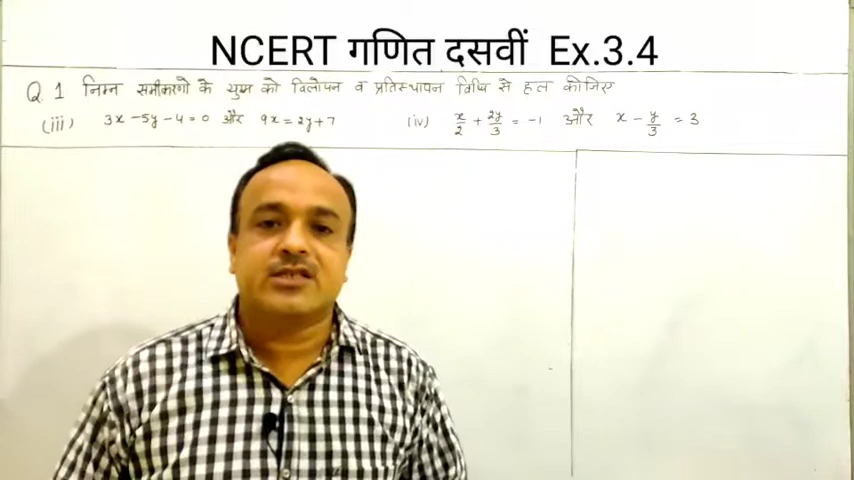 NCERT गणित दसवीं Ex.3.4
Q.1 निम्न समीकरणो के युग्म को विलोपन व प्रतिस्थापन विधि से हल कीजिए
(iii) 3x-5y-4=0 और 9x=2y+7 (iv) x/2 + 2y/3 = -1 और x - y/3 = 3